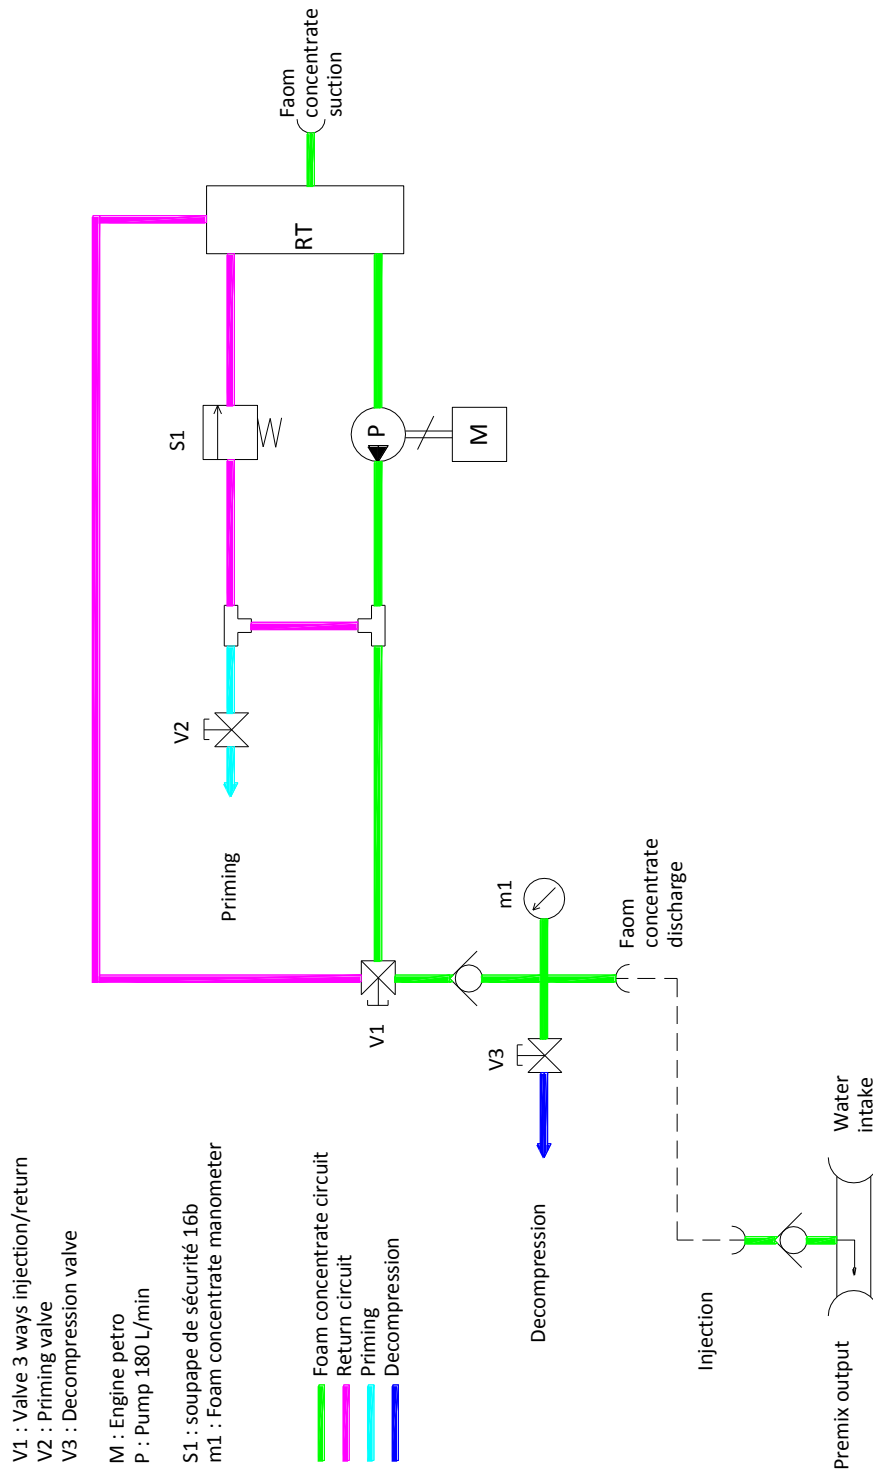 V1 : Valve 3 ways injection/return
V2 : Priming valve
V3 : Decompression valve
M : Engine petro
P : Pump 180 L/min
S1 : soupape de sécurité 16b
m1 : Foam concentrate manometer
Foam concentrate circuit
Return circuit
Priming
Decompression
S1
V2
Priming
RT
Faom
concentrate
suction
P
M
V1
m1
V3
Faom
concentrate
discharge
Decompression
Injection
Water
intake
Premix output